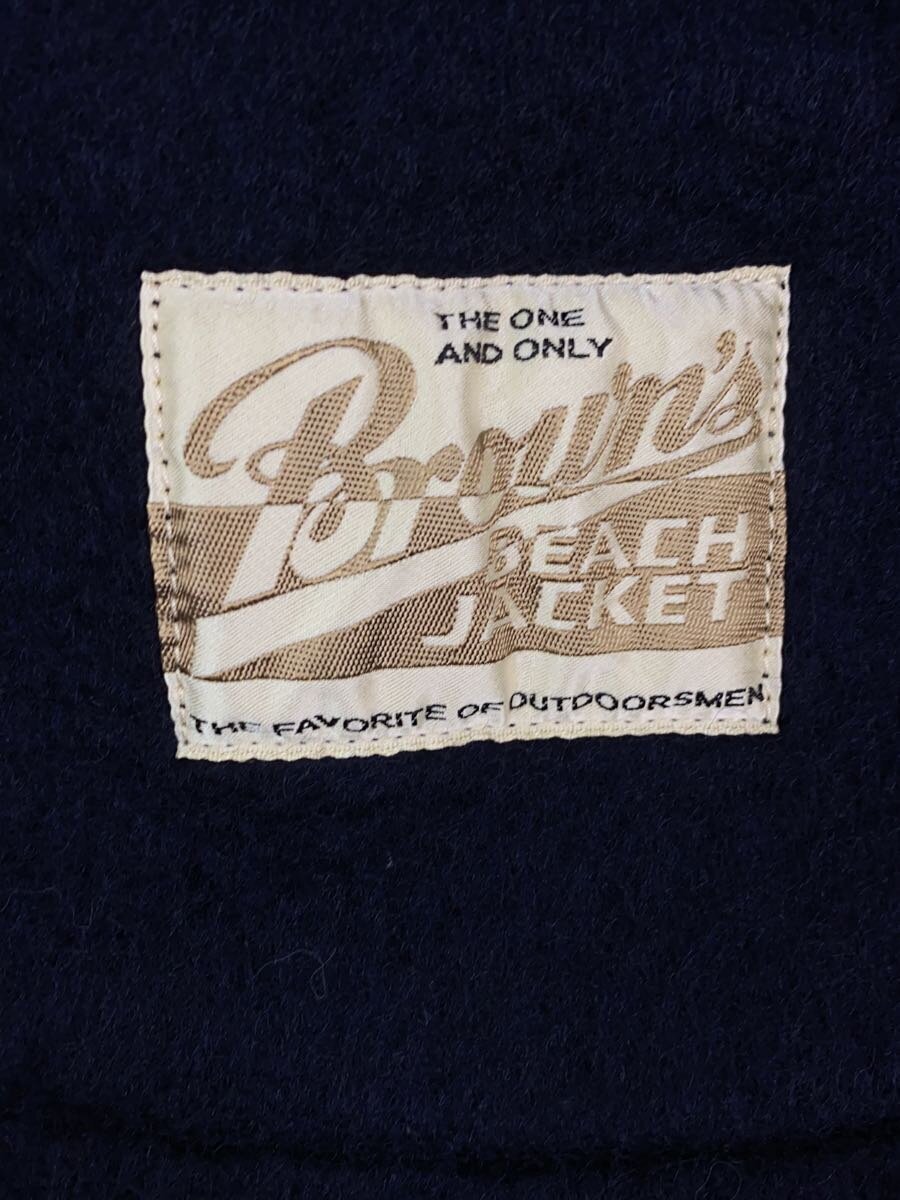 THE ONE
AND ONLY
Brown's
BEACH
JACKET
THE FAVORITE OF OUTDOORSMEN